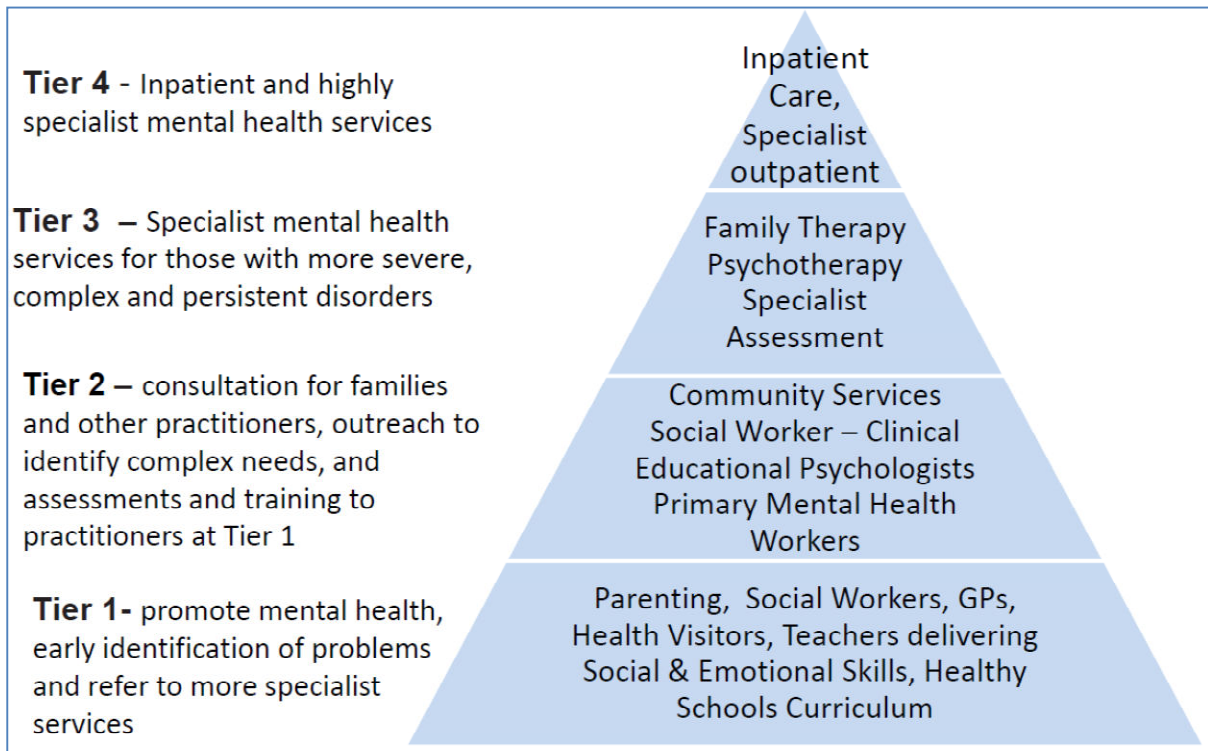 Tier 4 - Inpatient and highly
specialist mental health services
Inpatient
Care,
Specialist
outpatient
Tier 3 – Specialist mental health
services for those with more severe,
complex and persistent disorders
Family Therapy
Psychotherapy
Specialist
Assessment
Tier 2 – consultation for families
and other practitioners, outreach to
identify complex needs, and
assessments and training to
practitioners at Tier 1
Community Services
Social Worker – Clinical
Educational Psychologists
Primary Mental Health
Workers
Tier 1- promote mental health,
early identification of problems
and refer to more specialist
services
Parenting, Social Workers, GPs,
Health Visitors, Teachers delivering
Social & Emotional Skills, Healthy
Schools Curriculum